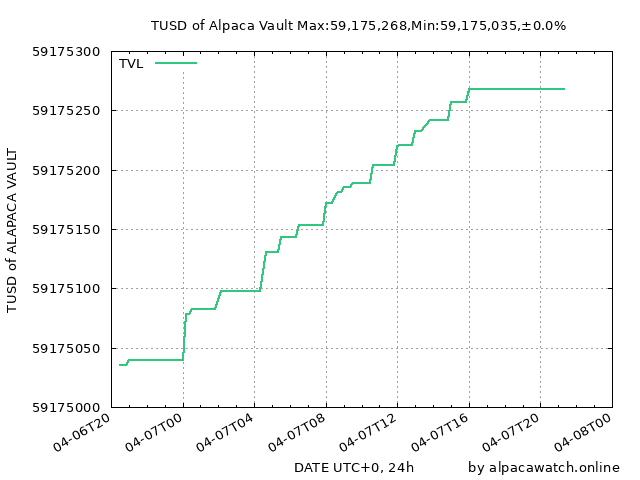 TUSD of Alpaca Vault Max:59,175,268,Min:59,175,035,±0.0%
TVL
59175300
59175250
59175200
59175150
59175100
59175050
59175000
TUSD of ALAPACA VAULT
04-06T20
04-07T00
04-07T04
04-07T08
04-07T12
04-07T16
04-07T20
04-08T00
DATE UTC+0, 24h
by alpacawatch.online